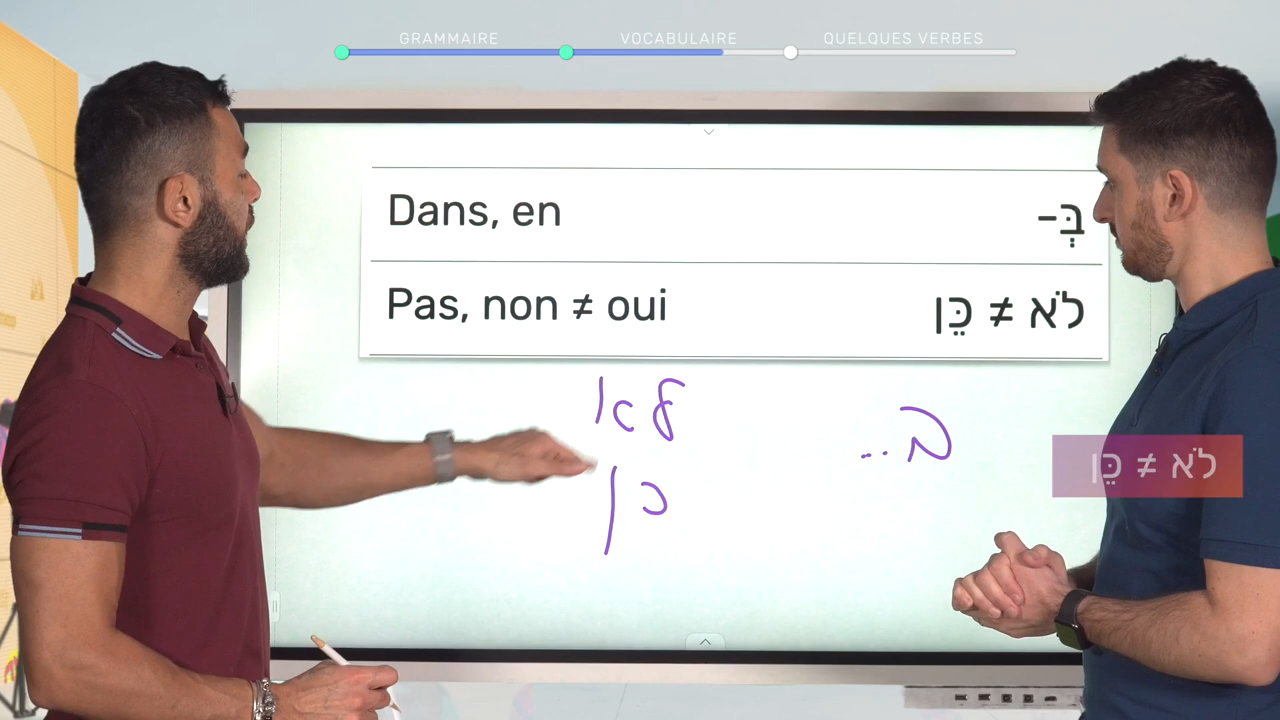 GRAMMAIRE VOCABULAIRE QUELQUES VERBES
Dans, en בְּ-
Pas, non ≠ oui לֹא ≠ כֵּן
לא ב..
כן
לֹא ≠ כֵּן